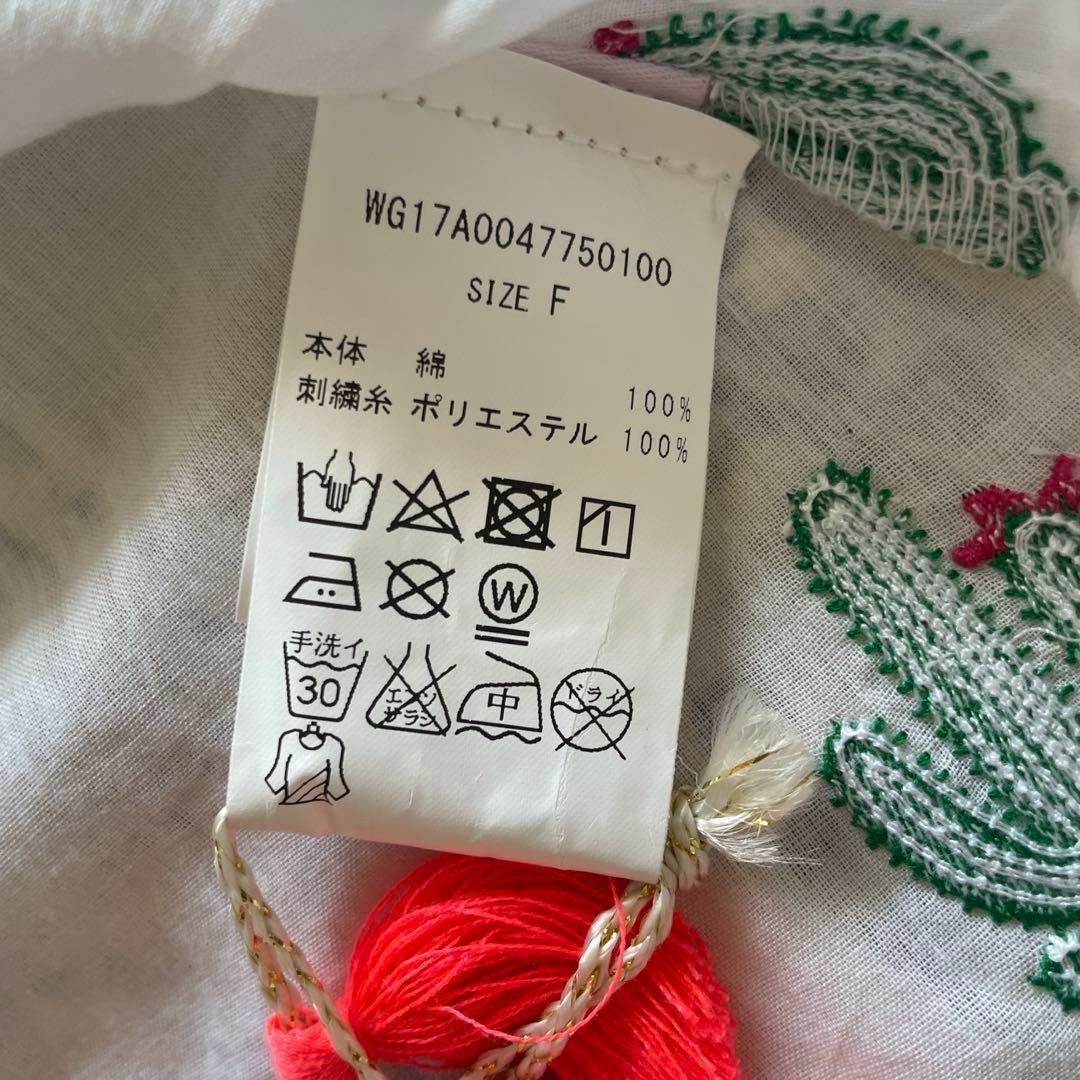 WG17A0047750100
SIZE F
本体 綿 100%
刺繍糸 ポリエステル 100%
W
手洗イ
30
エンソ
サラシ
中
ドライ